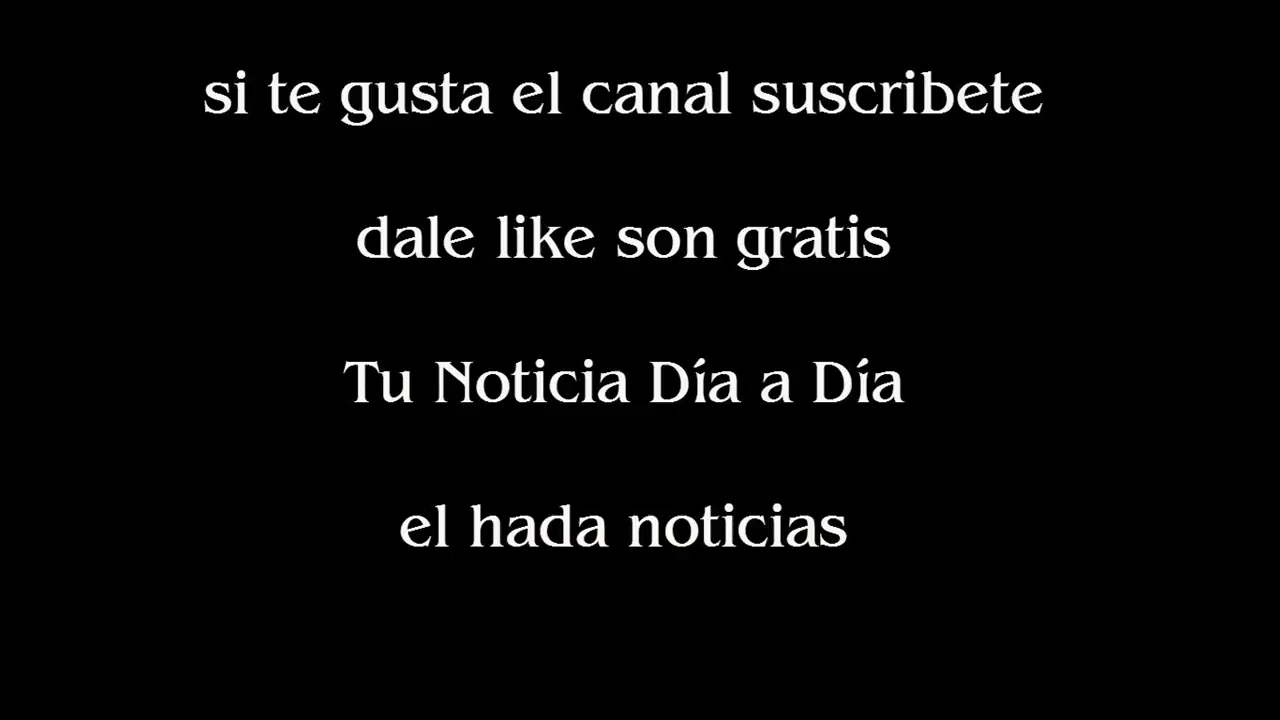 si te gusta el canal suscribete
dale like son gratis
Tu Noticia Día a Día
el hada noticias